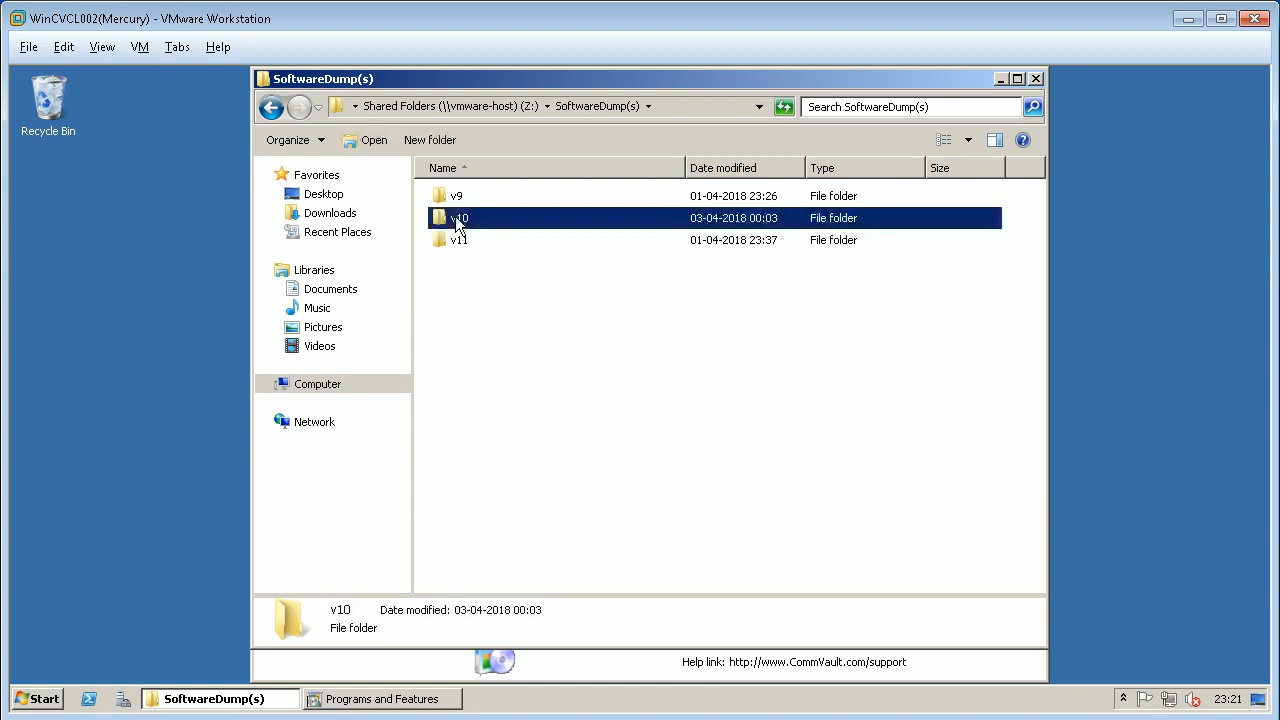 WinCVCL002(Mercury) - VMware Workstation
File Edit View VM Tabs Help
Recycle Bin
SoftwareDump(s)
Shared Folders (\\vmware-host) (Z:) SoftwareDump(s)
Search SoftwareDump(s)
Organize Open New folder
Name Date modified Type Size
v9 01-04-2018 23:26 File folder
v10 03-04-2018 00:03 File folder
v11 01-04-2018 23:37 File folder
Favorites
Desktop
Downloads
Recent Places
Libraries
Documents
Music
Pictures
Videos
Computer
Network
v10 Date modified: 03-04-2018 00:03
File folder
Help link: http://www.CommVault.com/support
Start SoftwareDump(s) Programs and Features 23:21